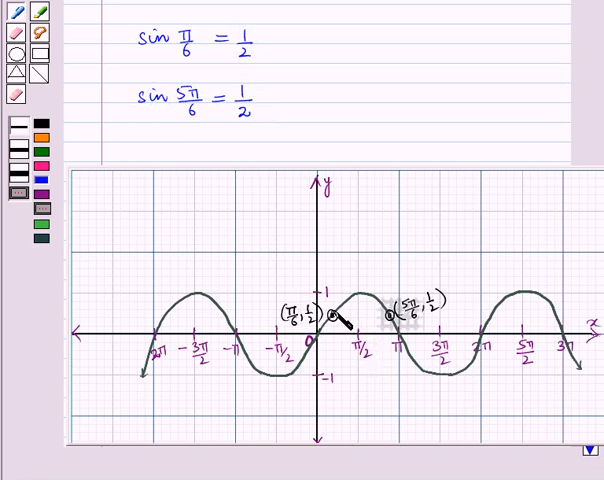 sin π/6 = 1/2
sin 5π/6 = 1/2
y
1
(π/6, 1/2) (5π/6, 1/2)
x
2π -3π/2 -π -π/2 0 π/2 π 3π/2 2π 5π/2 3π
-1